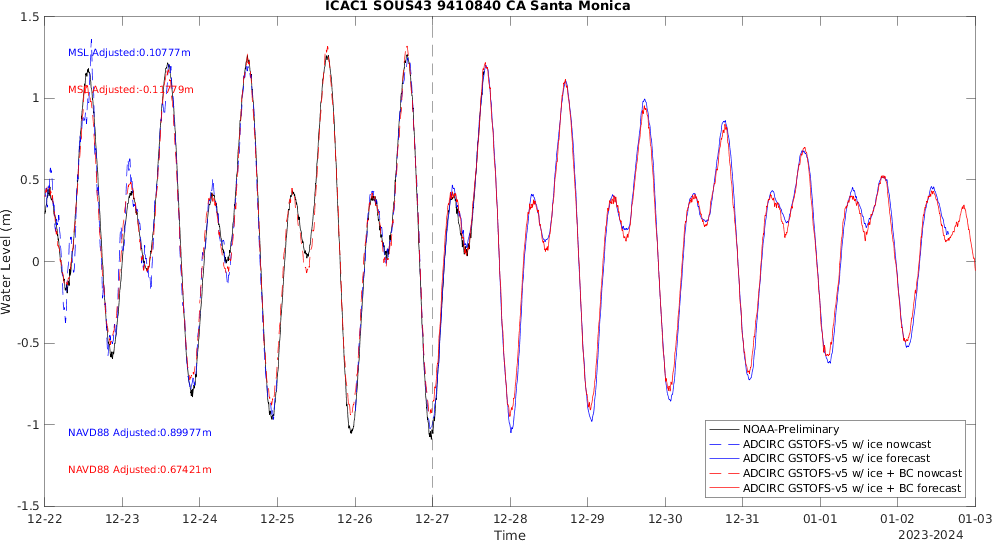 ICAC1 SOUS43 9410840 CA Santa Monica
1.5
1
0.5
0
-0.5
-1
-1.5
Water Level (m)
MSL Adjusted:0.10777m
MSL Adjusted:-0.11779m
NAVD88 Adjusted:0.89977m
NAVD88 Adjusted:0.67421m
NOAA-Preliminary
ADCIRC GSTOFS-v5 w/ ice nowcast
ADCIRC GSTOFS-v5 w/ ice forecast
ADCIRC GSTOFS-v5 w/ ice + BC nowcast
ADCIRC GSTOFS-v5 w/ ice + BC forecast
12-22 12-23 12-24 12-25 12-26 12-27 12-28 12-29 12-30 12-31 01-01 01-02 01-03
Time
2023-2024